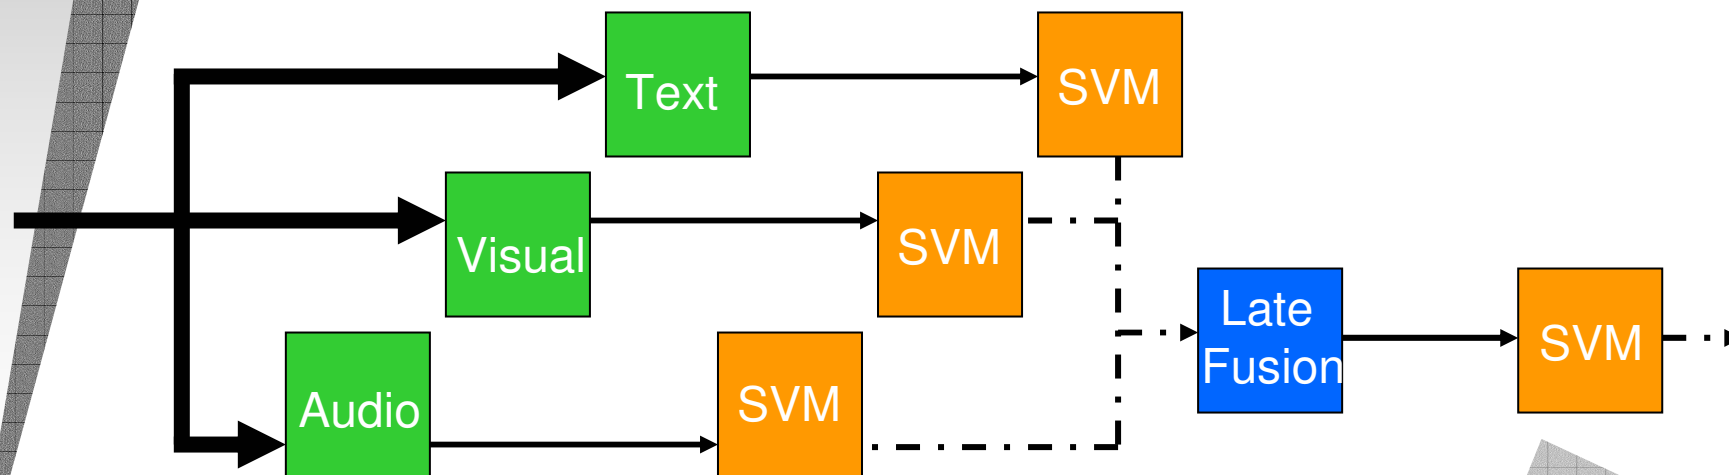 Text
SVM
Visual
SVM
Audio
SVM
Late
Fusion
SVM